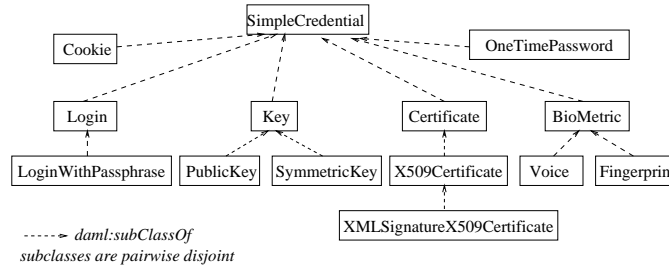 SimpleCredential
Cookie
OneTimePassword
Login
Key
Certificate
BioMetric
LoginWithPassphrase
PublicKey
SymmetricKey
X509Certificate
Voice
Fingerprin
XMLSignatureX509Certificate
daml:subClassOf
subclasses are pairwise disjoint